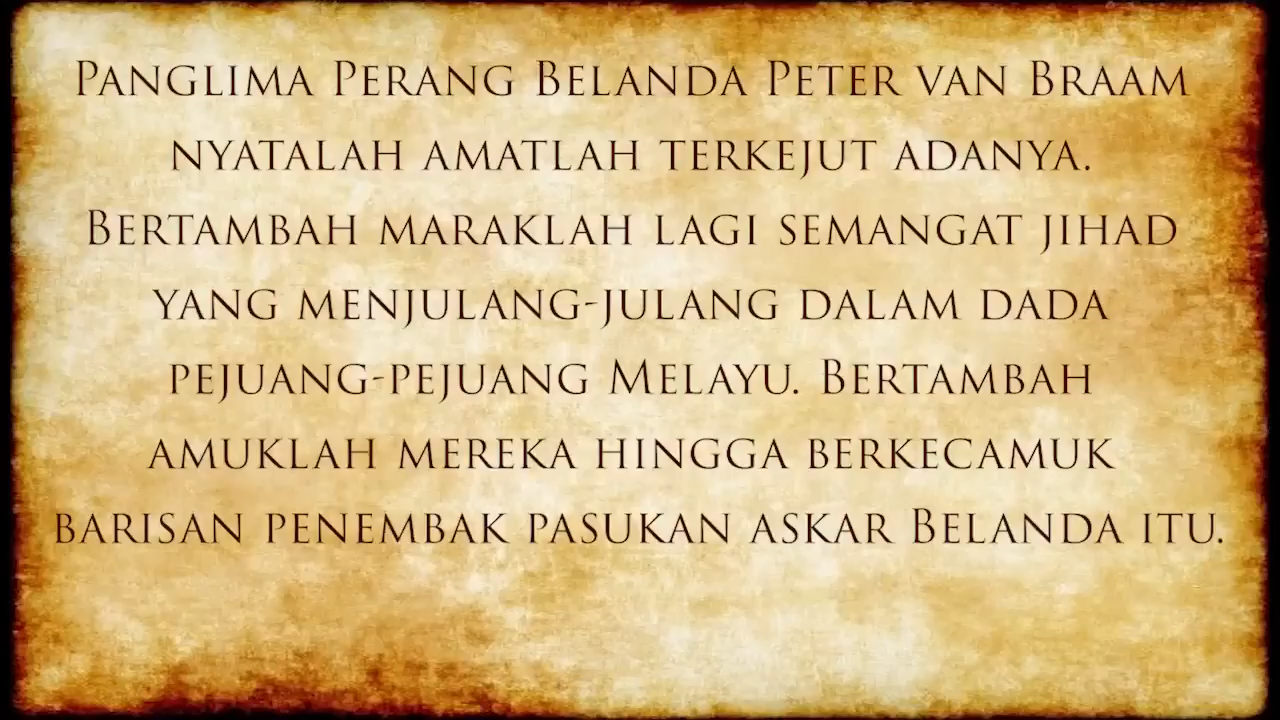 Panglima Perang Belanda Peter van Braam
nyatalah amatlah terkejut adanya.
Bertambah maraklah lagi semangat jihad
yang menjulang-julang dalam dada
pejuang-pejuang Melayu. Bertambah
amuklah mereka hingga berkecamuk
barisan penembak pasukan askar Belanda itu.